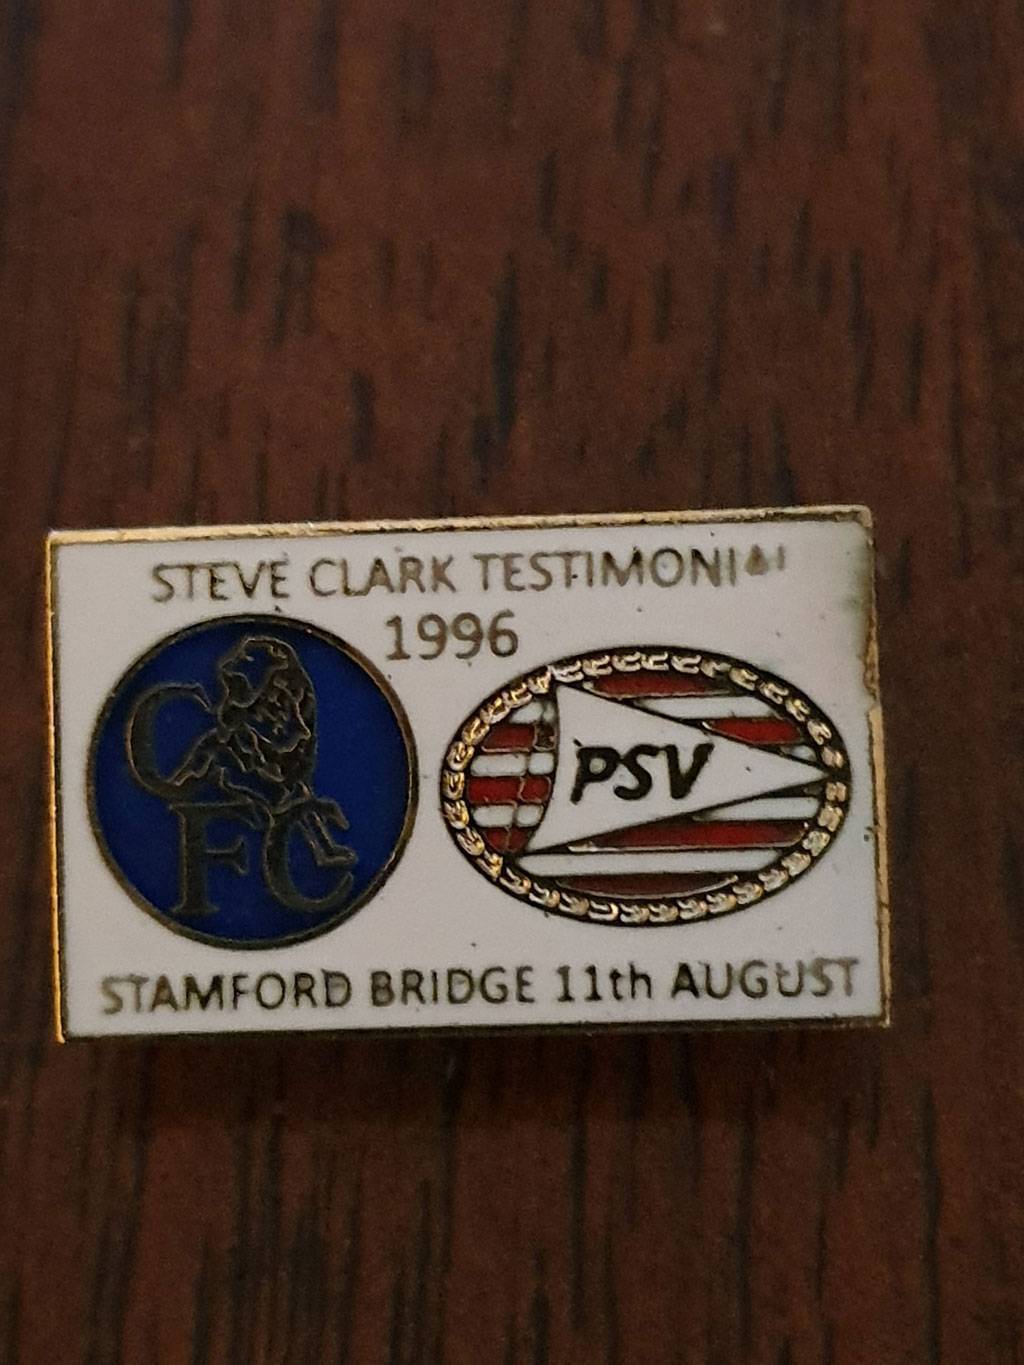 STEVE CLARK TESTIMONIAL
1996
CFC
PSV
STAMFORD BRIDGE 11th AUGUST